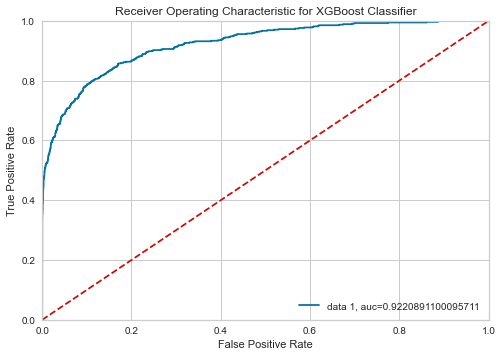 Receiver Operating Characteristic for XGBoost Classifier
1.0
0.8
0.6
0.4
0.2
0.0
True Positive Rate
data 1, auc=0.9220891100095711
0.0 0.2 0.4 0.6 0.8 1.0
False Positive Rate